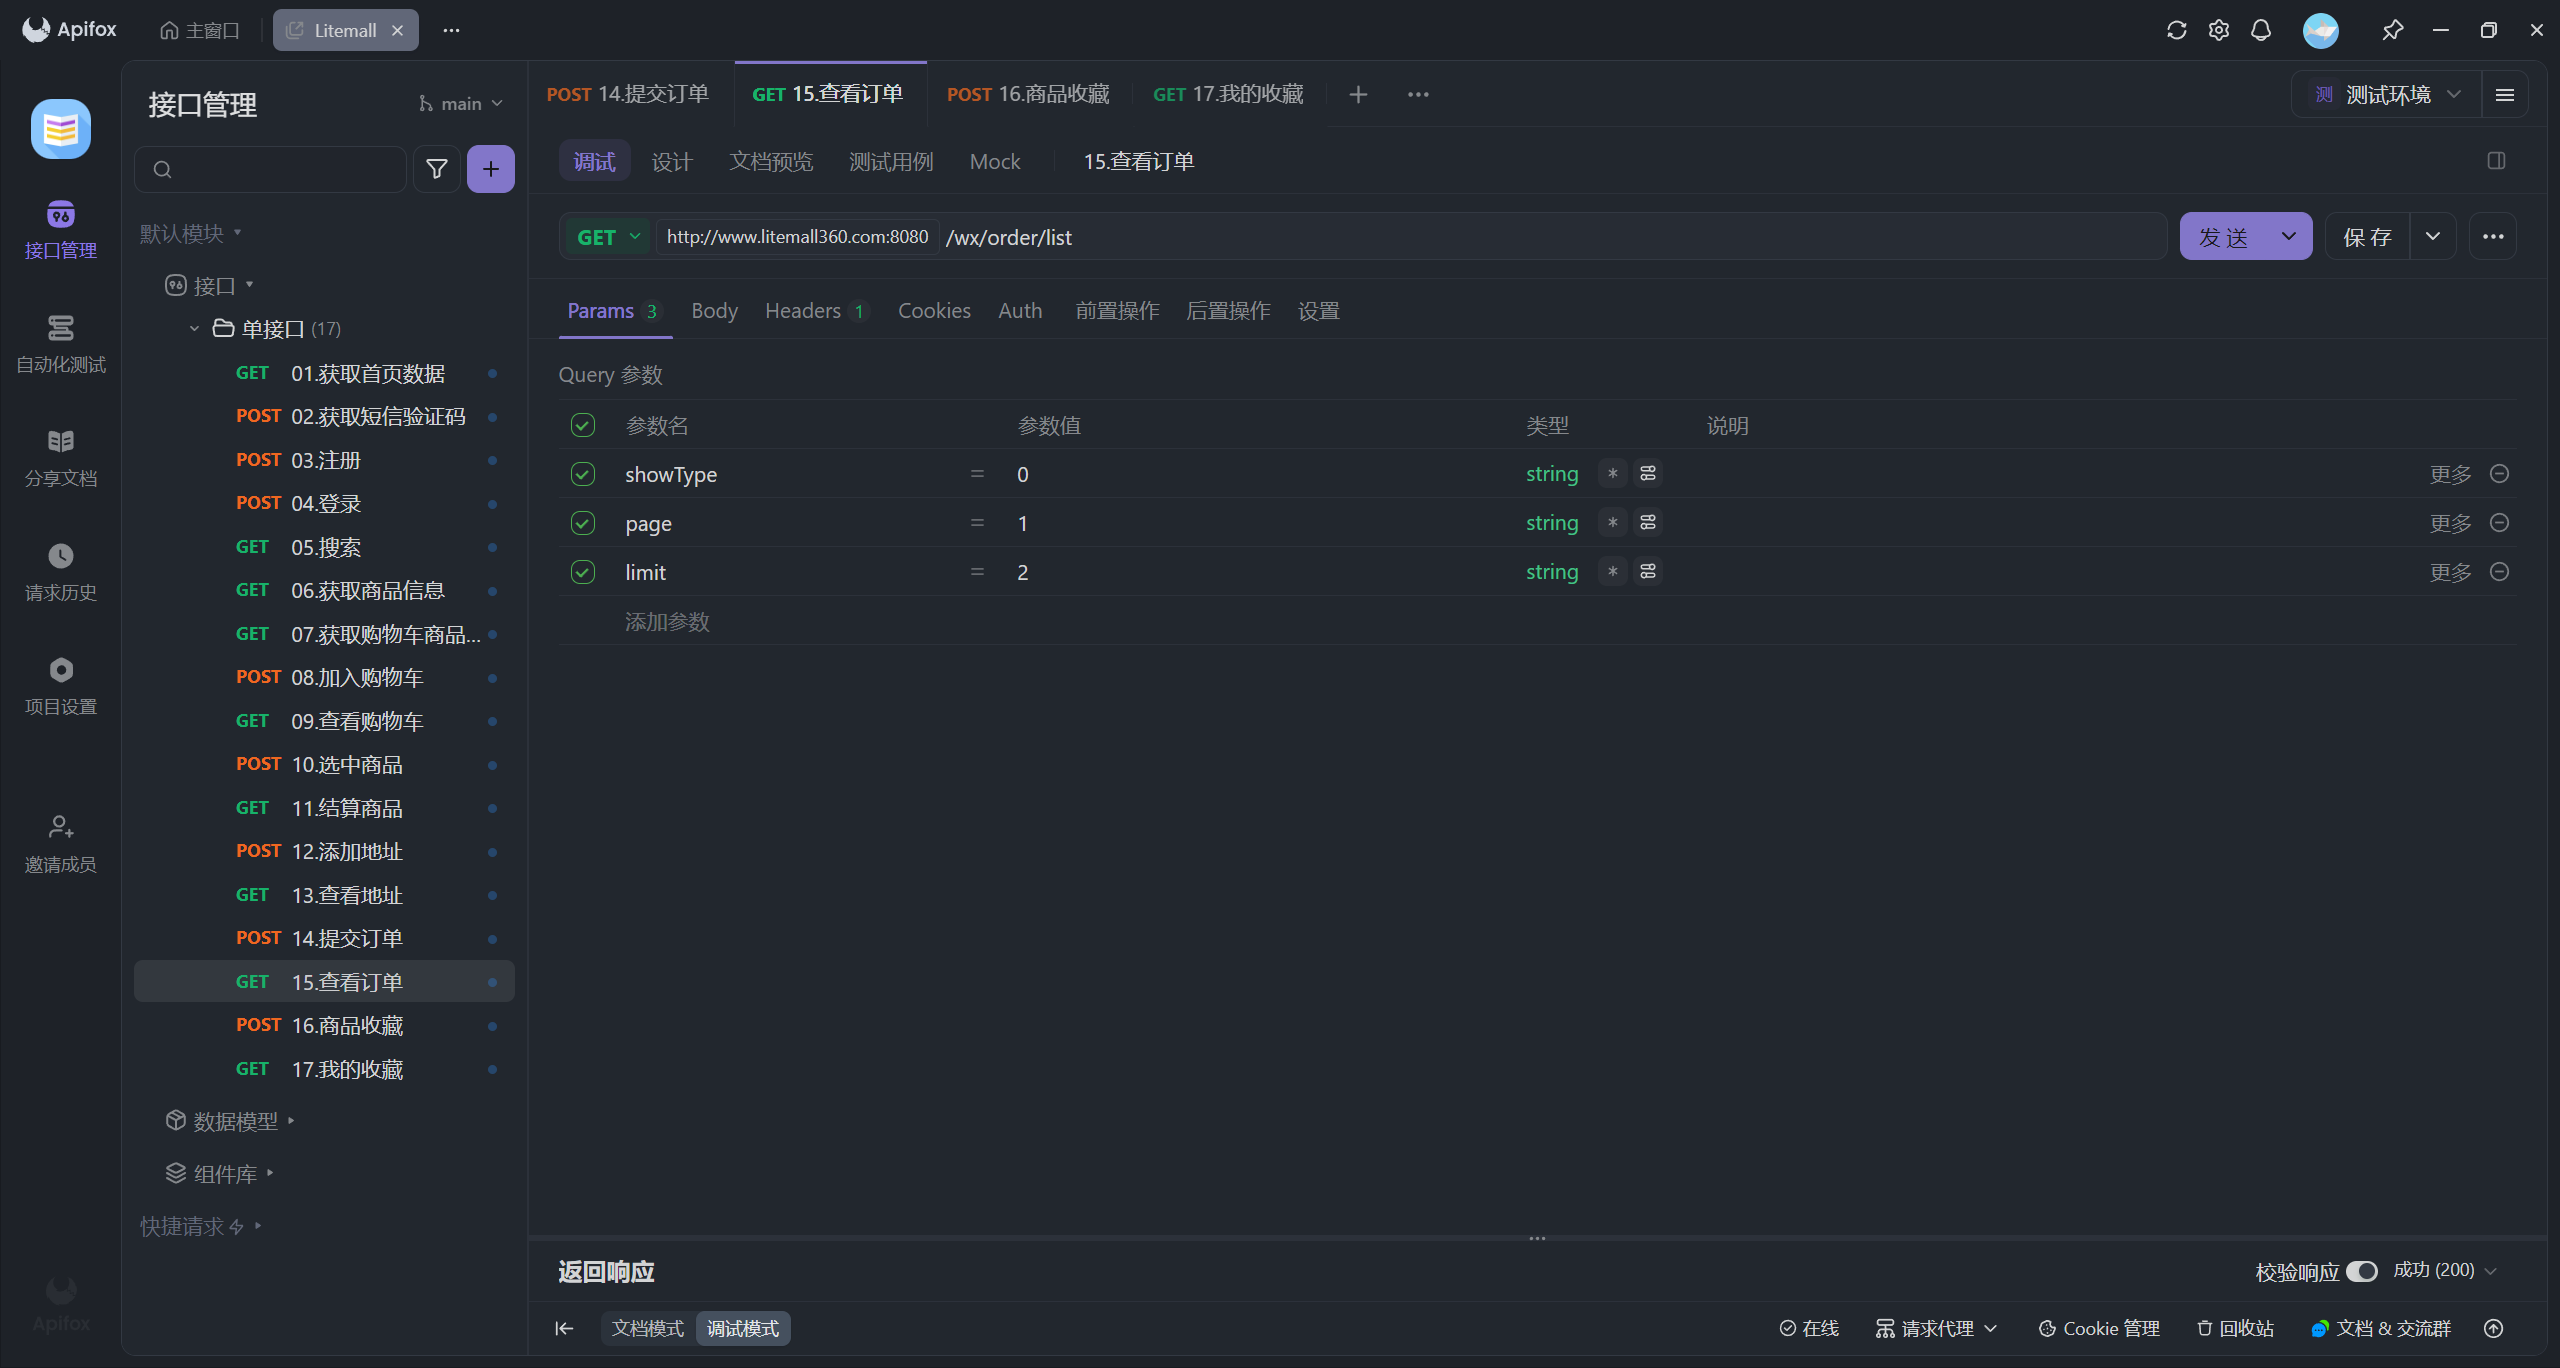 Apifox
主窗口
Litemall
接口管理
main
接口管理
自动化测试
分享文档
请求历史
项目设置
邀请成员
Apifox
默认模块
接口
单接口 (17)
GET 01.获取首页数据
POST 02.获取短信验证码
POST 03.注册
POST 04.登录
GET 05.搜索
GET 06.获取商品信息
GET 07.获取购物车商品...
POST 08.加入购物车
GET 09.查看购物车
POST 10.选中商品
GET 11.结算商品
POST 12.添加地址
GET 13.查看地址
POST 14.提交订单
GET 15.查看订单
POST 16.商品收藏
GET 17.我的收藏
数据模型
组件库
快捷请求
POST 14.提交订单
GET 15.查看订单
POST 16.商品收藏
GET 17.我的收藏
测 测试环境
调试 设计 文档预览 测试用例 Mock 15.查看订单
GET http://www.litemall360.com:8080 /wx/order/list
发 送
保 存
Params 3 Body Headers 1 Cookies Auth 前置操作 后置操作 设置
Query 参数
参数名 参数值 类型 说明
showType = 0 string * 更多
page = 1 string * 更多
limit = 2 string * 更多
添加参数
返回响应
校验响应 成功 (200)
文档模式 调试模式
在线 请求代理 Cookie 管理 回收站 文档 & 交流群